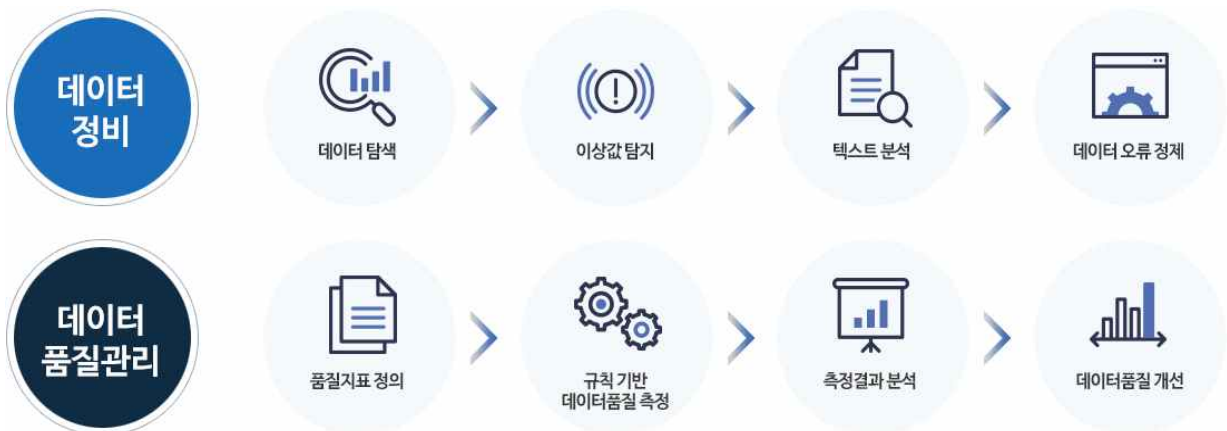 데이터
정비
데이터 탐색
이상값 탐지
텍스트 분석
데이터 오류 정제
데이터
품질관리
품질지표 정의
규칙 기반
데이터품질 측정
측정결과 분석
데이터품질 개선